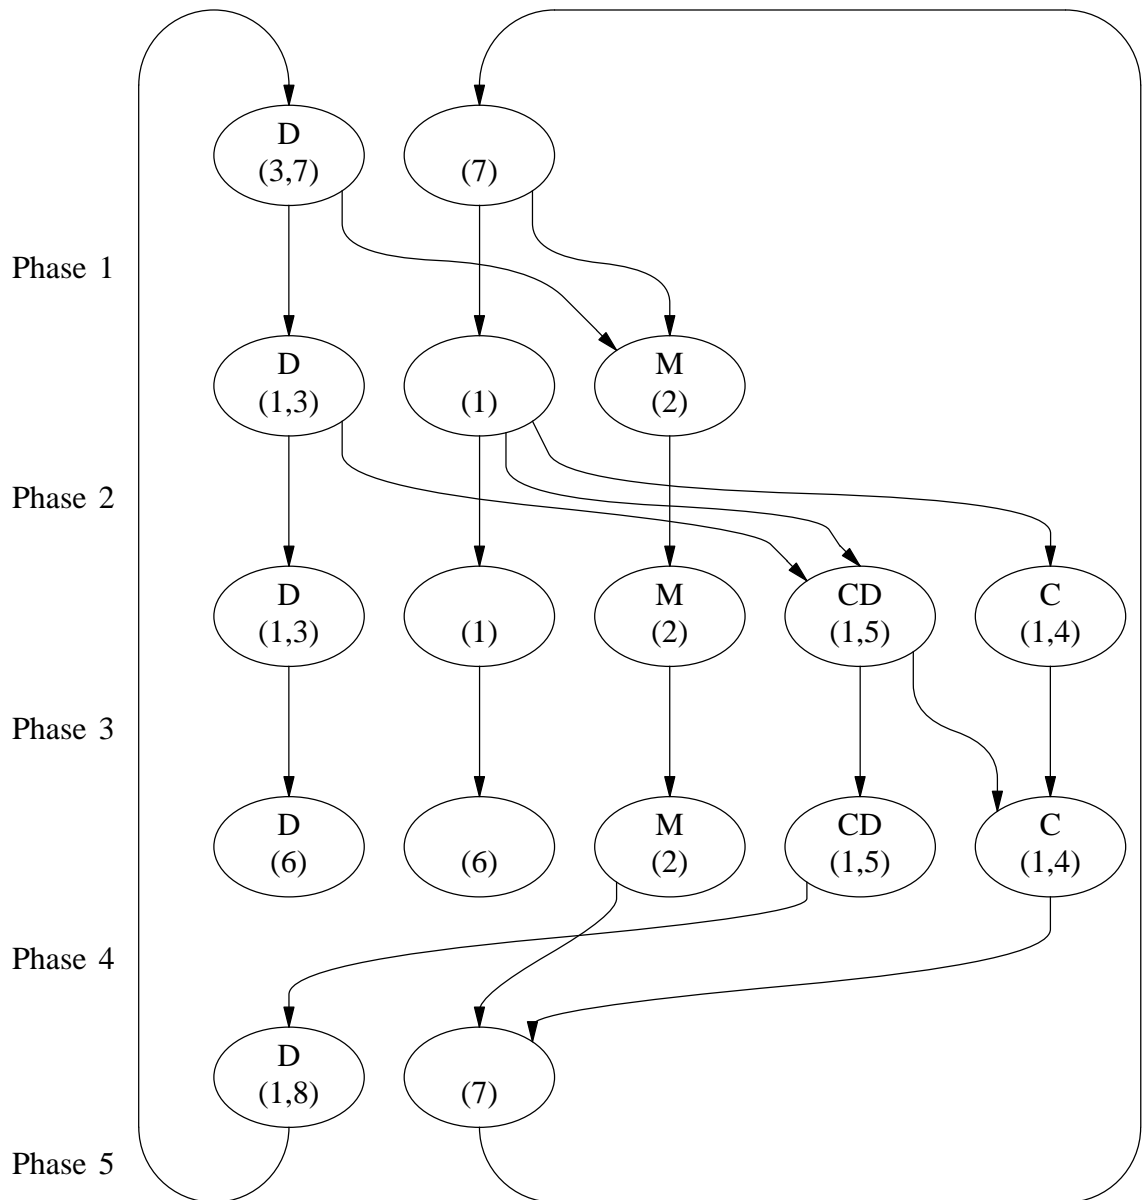 D
(3,7)
(7)
Phase 1
D
(1,3)
(1)
M
(2)
Phase 2
D
(1,3)
(1)
M
(2)
CD
(1,5)
C
(1,4)
Phase 3
D
(6)
(6)
M
(2)
CD
(1,5)
C
(1,4)
Phase 4
D
(1,8)
(7)
Phase 5